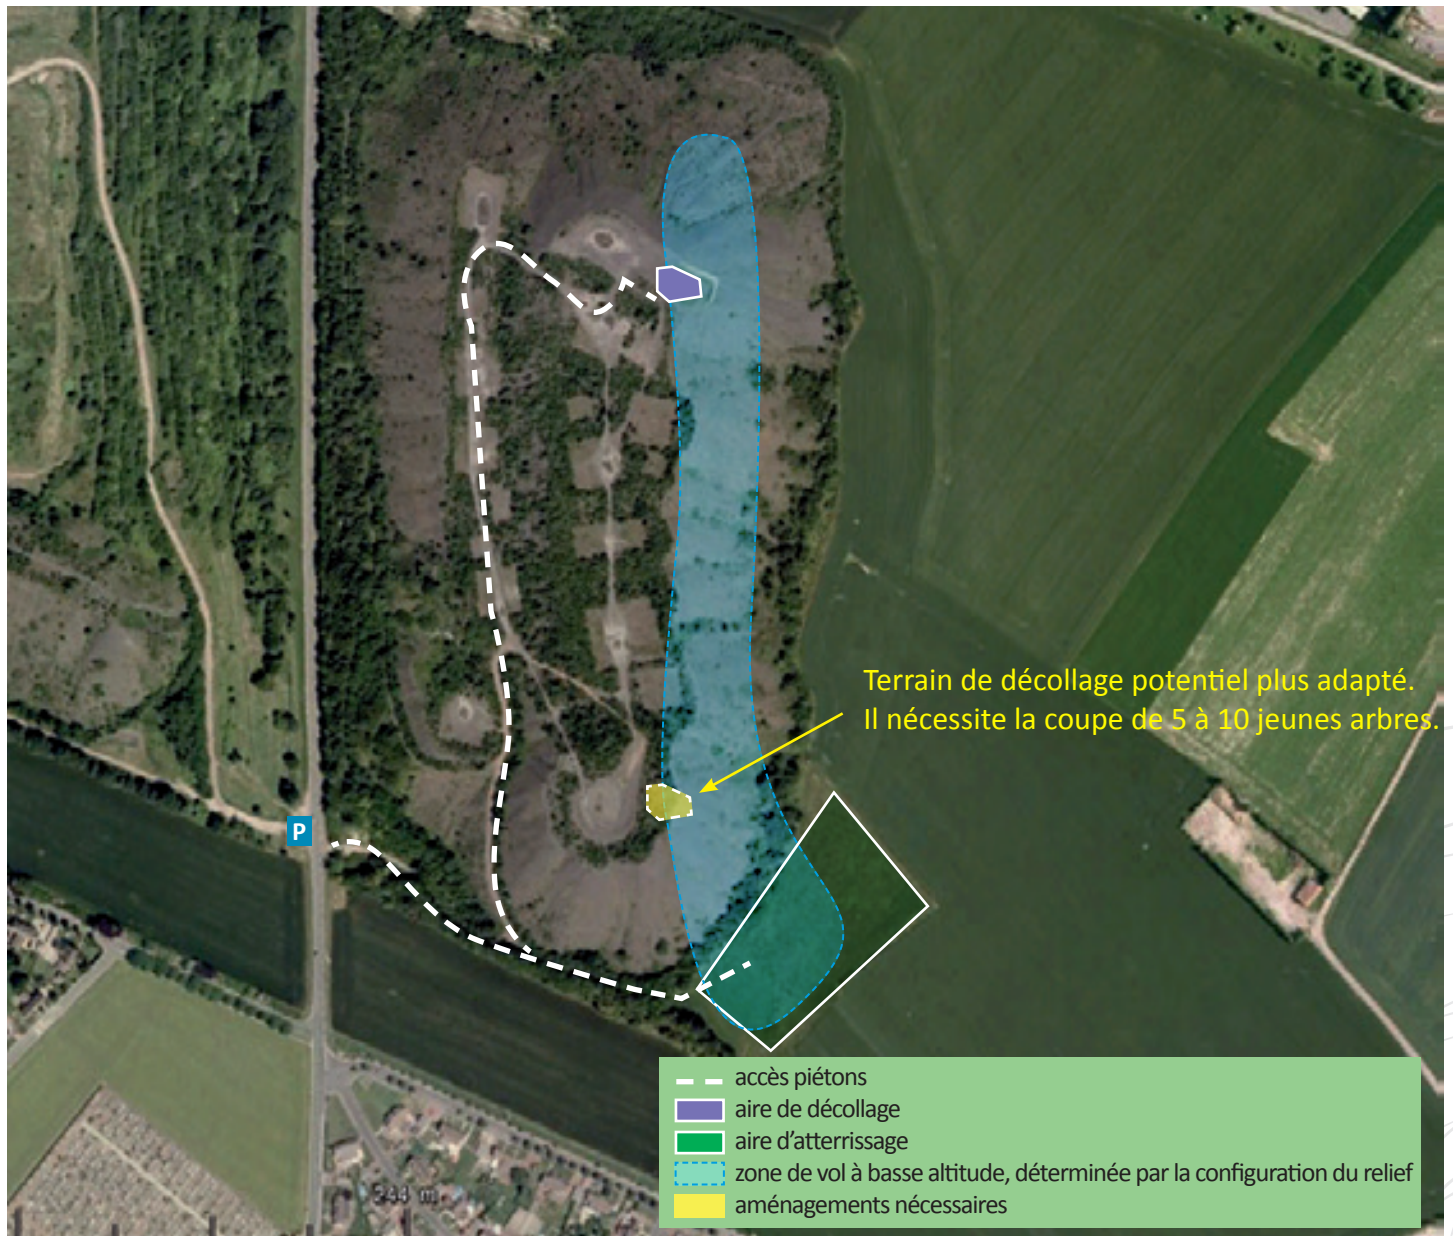 Terrain de décollage potentiel plus adapté.
Il nécessite la coupe de 5 à 10 jeunes arbres.
P
accès piétons
aire de décollage
aire d'atterrissage
zone de vol à basse altitude, déterminée par la configuration du relief
aménagements nécessaires
244 m